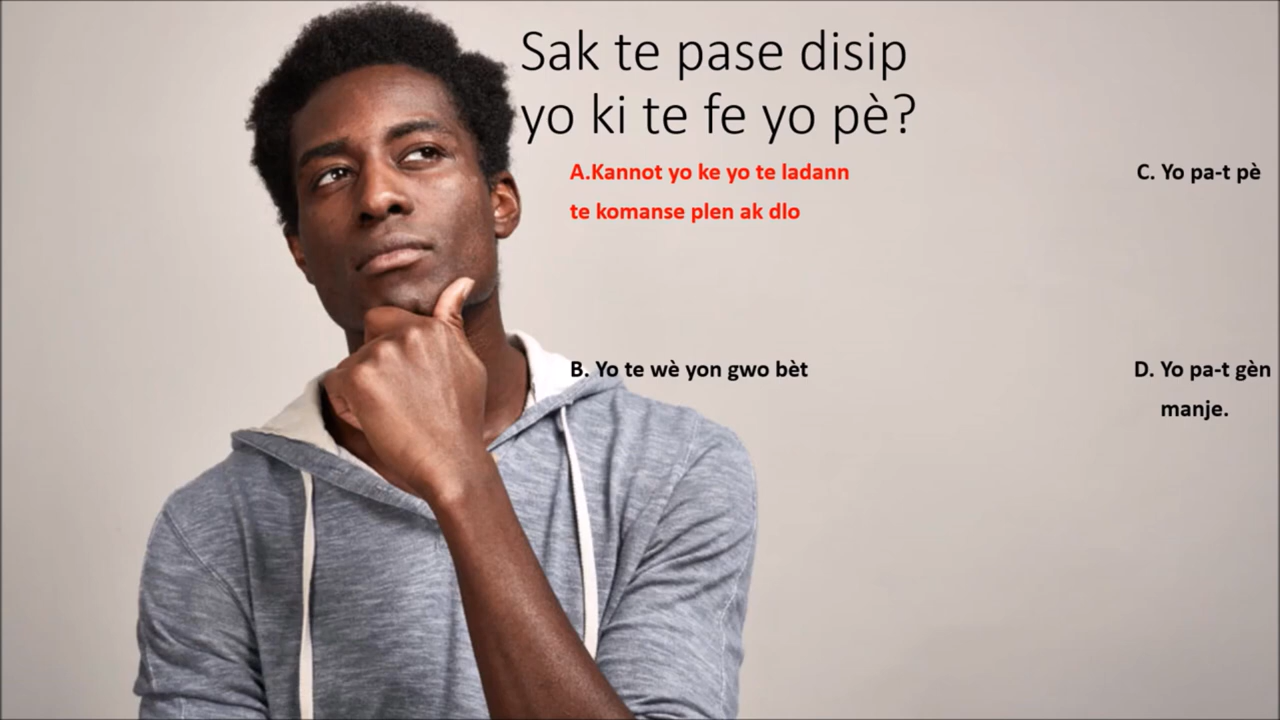 Sak te pase disip
yo ki te fe yo pè?
A.Kannot yo ke yo te ladann
te komanse plen ak dlo
C. Yo pa-t pè
B. Yo te wè yon gwo bèt
D. Yo pa-t gèn
manje.